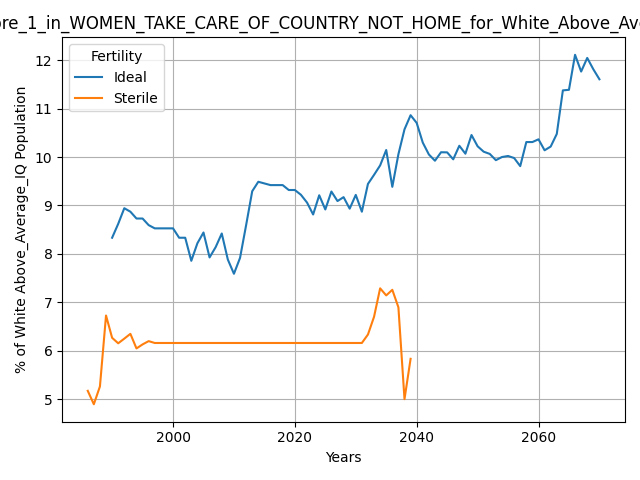 re_1_in_WOMEN_TAKE_CARE_OF_COUNTRY_NOT_HOME_for_White_Above_Ave
Fertility
Ideal
Sterile
% of White Above_Average_IQ Population
12
11
10
9
8
7
6
5
2000 2020 2040 2060
Years